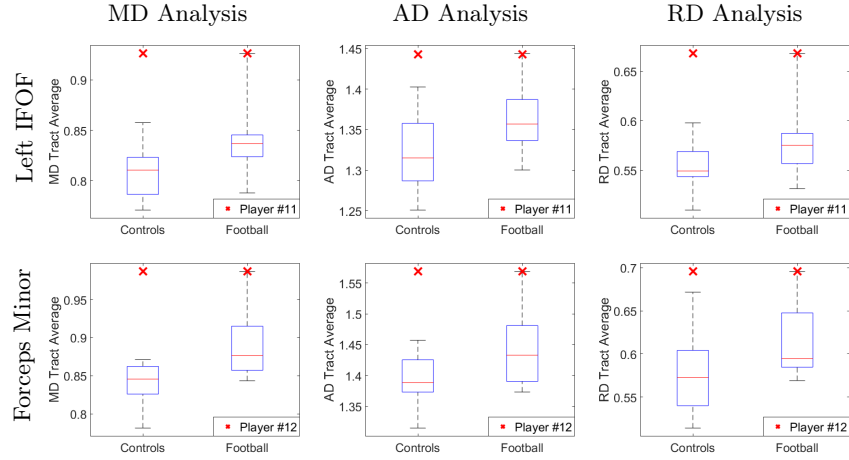 MD Analysis
AD Analysis
RD Analysis
Left IFOF
MD Tract Average
0.9
0.85
0.8
Controls
Football
Player #11
AD Tract Average
1.45
1.4
1.35
1.3
1.25
Controls
Football
Player #11
RD Tract Average
0.65
0.6
0.55
Controls
Football
Player #11
Forceps Minor
MD Tract Average
0.95
0.9
0.85
0.8
Controls
Football
Player #12
AD Tract Average
1.55
1.5
1.45
1.4
1.35
Controls
Football
Player #12
RD Tract Average
0.7
0.65
0.6
0.55
Controls
Football
Player #12